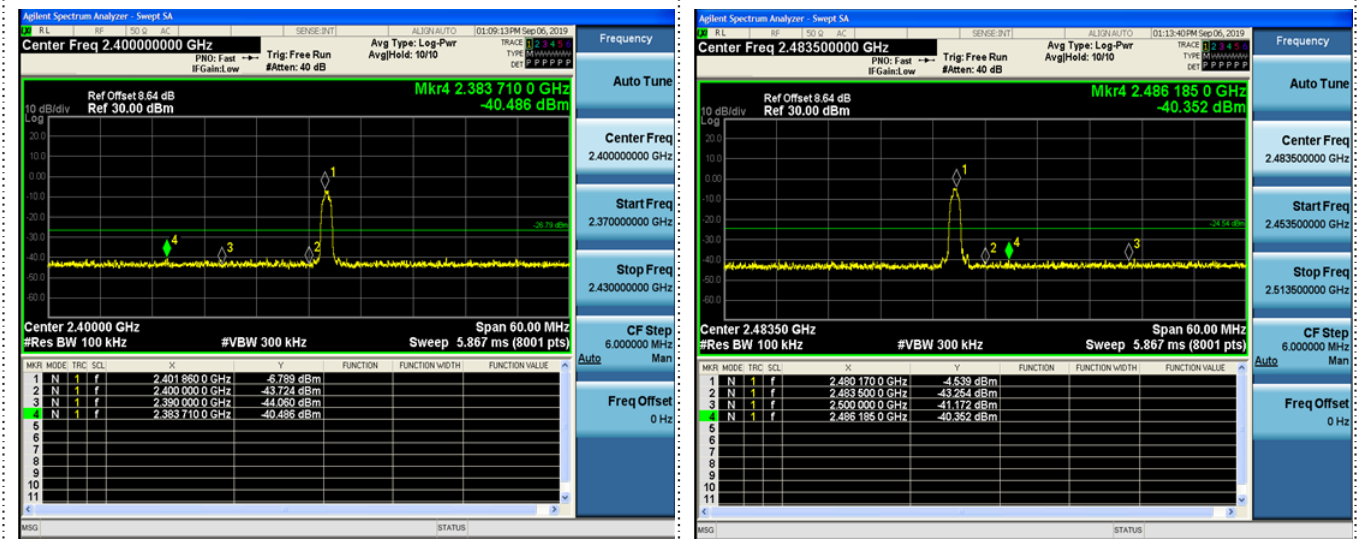 Agilent Spectrum Analyzer - Swept SA
RL RF 50 Ω AC SENSE:INT ALIGNAUTO 01:09:13PM Sep 06, 2019
Center Freq 2.400000000 GHz
PNO: Fast
IFGain:Low
Trig: Free Run
#Atten: 40 dB
Avg Type: Log-Pwr
Avg|Hold: 10/10
TRACE 1 2 3 4 5 6
TYPE MWWWWW
DET P P P P P P
Mkr4 2.383 710 0 GHz
-40.486 dBm
Ref Offset 8.64 dB
10 dB/div Ref 30.00 dBm
Log
20.0
10.0
0.00
-10.0
-20.0
-30.0
-40.0
-50.0
-60.0
1
-26.79 dBm
4
3
2
Center 2.40000 GHz Span 60.00 MHz
#Res BW 100 kHz #VBW 300 kHz Sweep 5.867 ms (8001 pts)
MKR MODE TRC SCL X Y FUNCTION FUNCTION WIDTH FUNCTION VALUE
1 N 1 f 2.401 860 0 GHz -6.789 dBm
2 N 1 f 2.400 000 0 GHz -43.724 dBm
3 N 1 f 2.390 000 0 GHz -44.060 dBm
4 N 1 f 2.383 710 0 GHz -40.486 dBm
5
6
7
8
9
10
11
MSG STATUS
Frequency
Auto Tune
Center Freq
2.400000000 GHz
Start Freq
2.370000000 GHz
Stop Freq
2.430000000 GHz
CF Step
6.000000 MHz
Auto Man
Freq Offset
0 Hz
Agilent Spectrum Analyzer - Swept SA
RL RF 50 Ω AC SENSE:INT ALIGNAUTO 01:13:40PM Sep 06, 2019
Center Freq 2.483500000 GHz
PNO: Fast
IFGain:Low
Trig: Free Run
#Atten: 40 dB
Avg Type: Log-Pwr
Avg|Hold: 10/10
TRACE 1 2 3 4 5 6
TYPE MWWWWW
DET P P P P P P
Mkr4 2.486 185 0 GHz
-40.352 dBm
Ref Offset 8.64 dB
10 dB/div Ref 30.00 dBm
Log
20.0
10.0
0.00
-10.0
-20.0
-30.0
-40.0
-50.0
-60.0
1
-24.54 dBm
2
4
3
Center 2.48350 GHz Span 60.00 MHz
#Res BW 100 kHz #VBW 300 kHz Sweep 5.867 ms (8001 pts)
MKR MODE TRC SCL X Y FUNCTION FUNCTION WIDTH FUNCTION VALUE
1 N 1 f 2.480 170 0 GHz -4.539 dBm
2 N 1 f 2.483 500 0 GHz -43.254 dBm
3 N 1 f 2.500 000 0 GHz -41.172 dBm
4 N 1 f 2.486 185 0 GHz -40.352 dBm
5
6
7
8
9
10
11
MSG STATUS
Frequency
Auto Tune
Center Freq
2.483500000 GHz
Start Freq
2.453500000 GHz
Stop Freq
2.513500000 GHz
CF Step
6.000000 MHz
Auto Man
Freq Offset
0 Hz